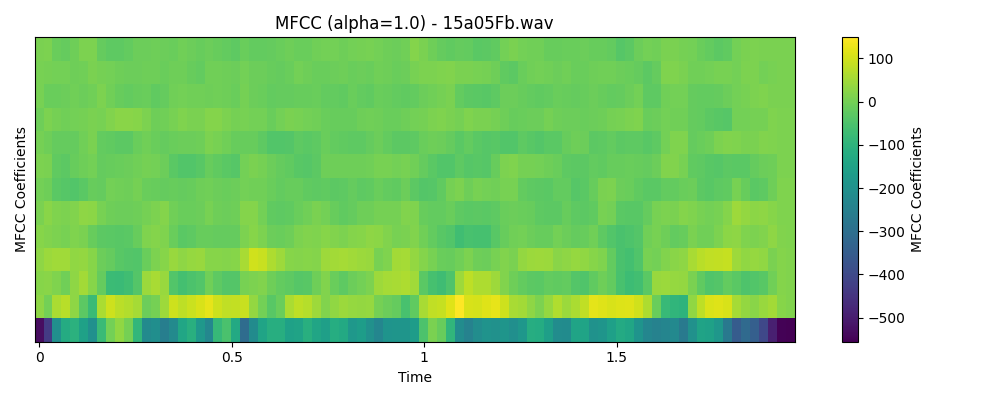 MFCC (alpha=1.0) - 15a05Fb.wav
MFCC Coefficients
0
0.5
1
1.5
Time
100
0
−100
−200
−300
−400
−500
MFCC Coefficients